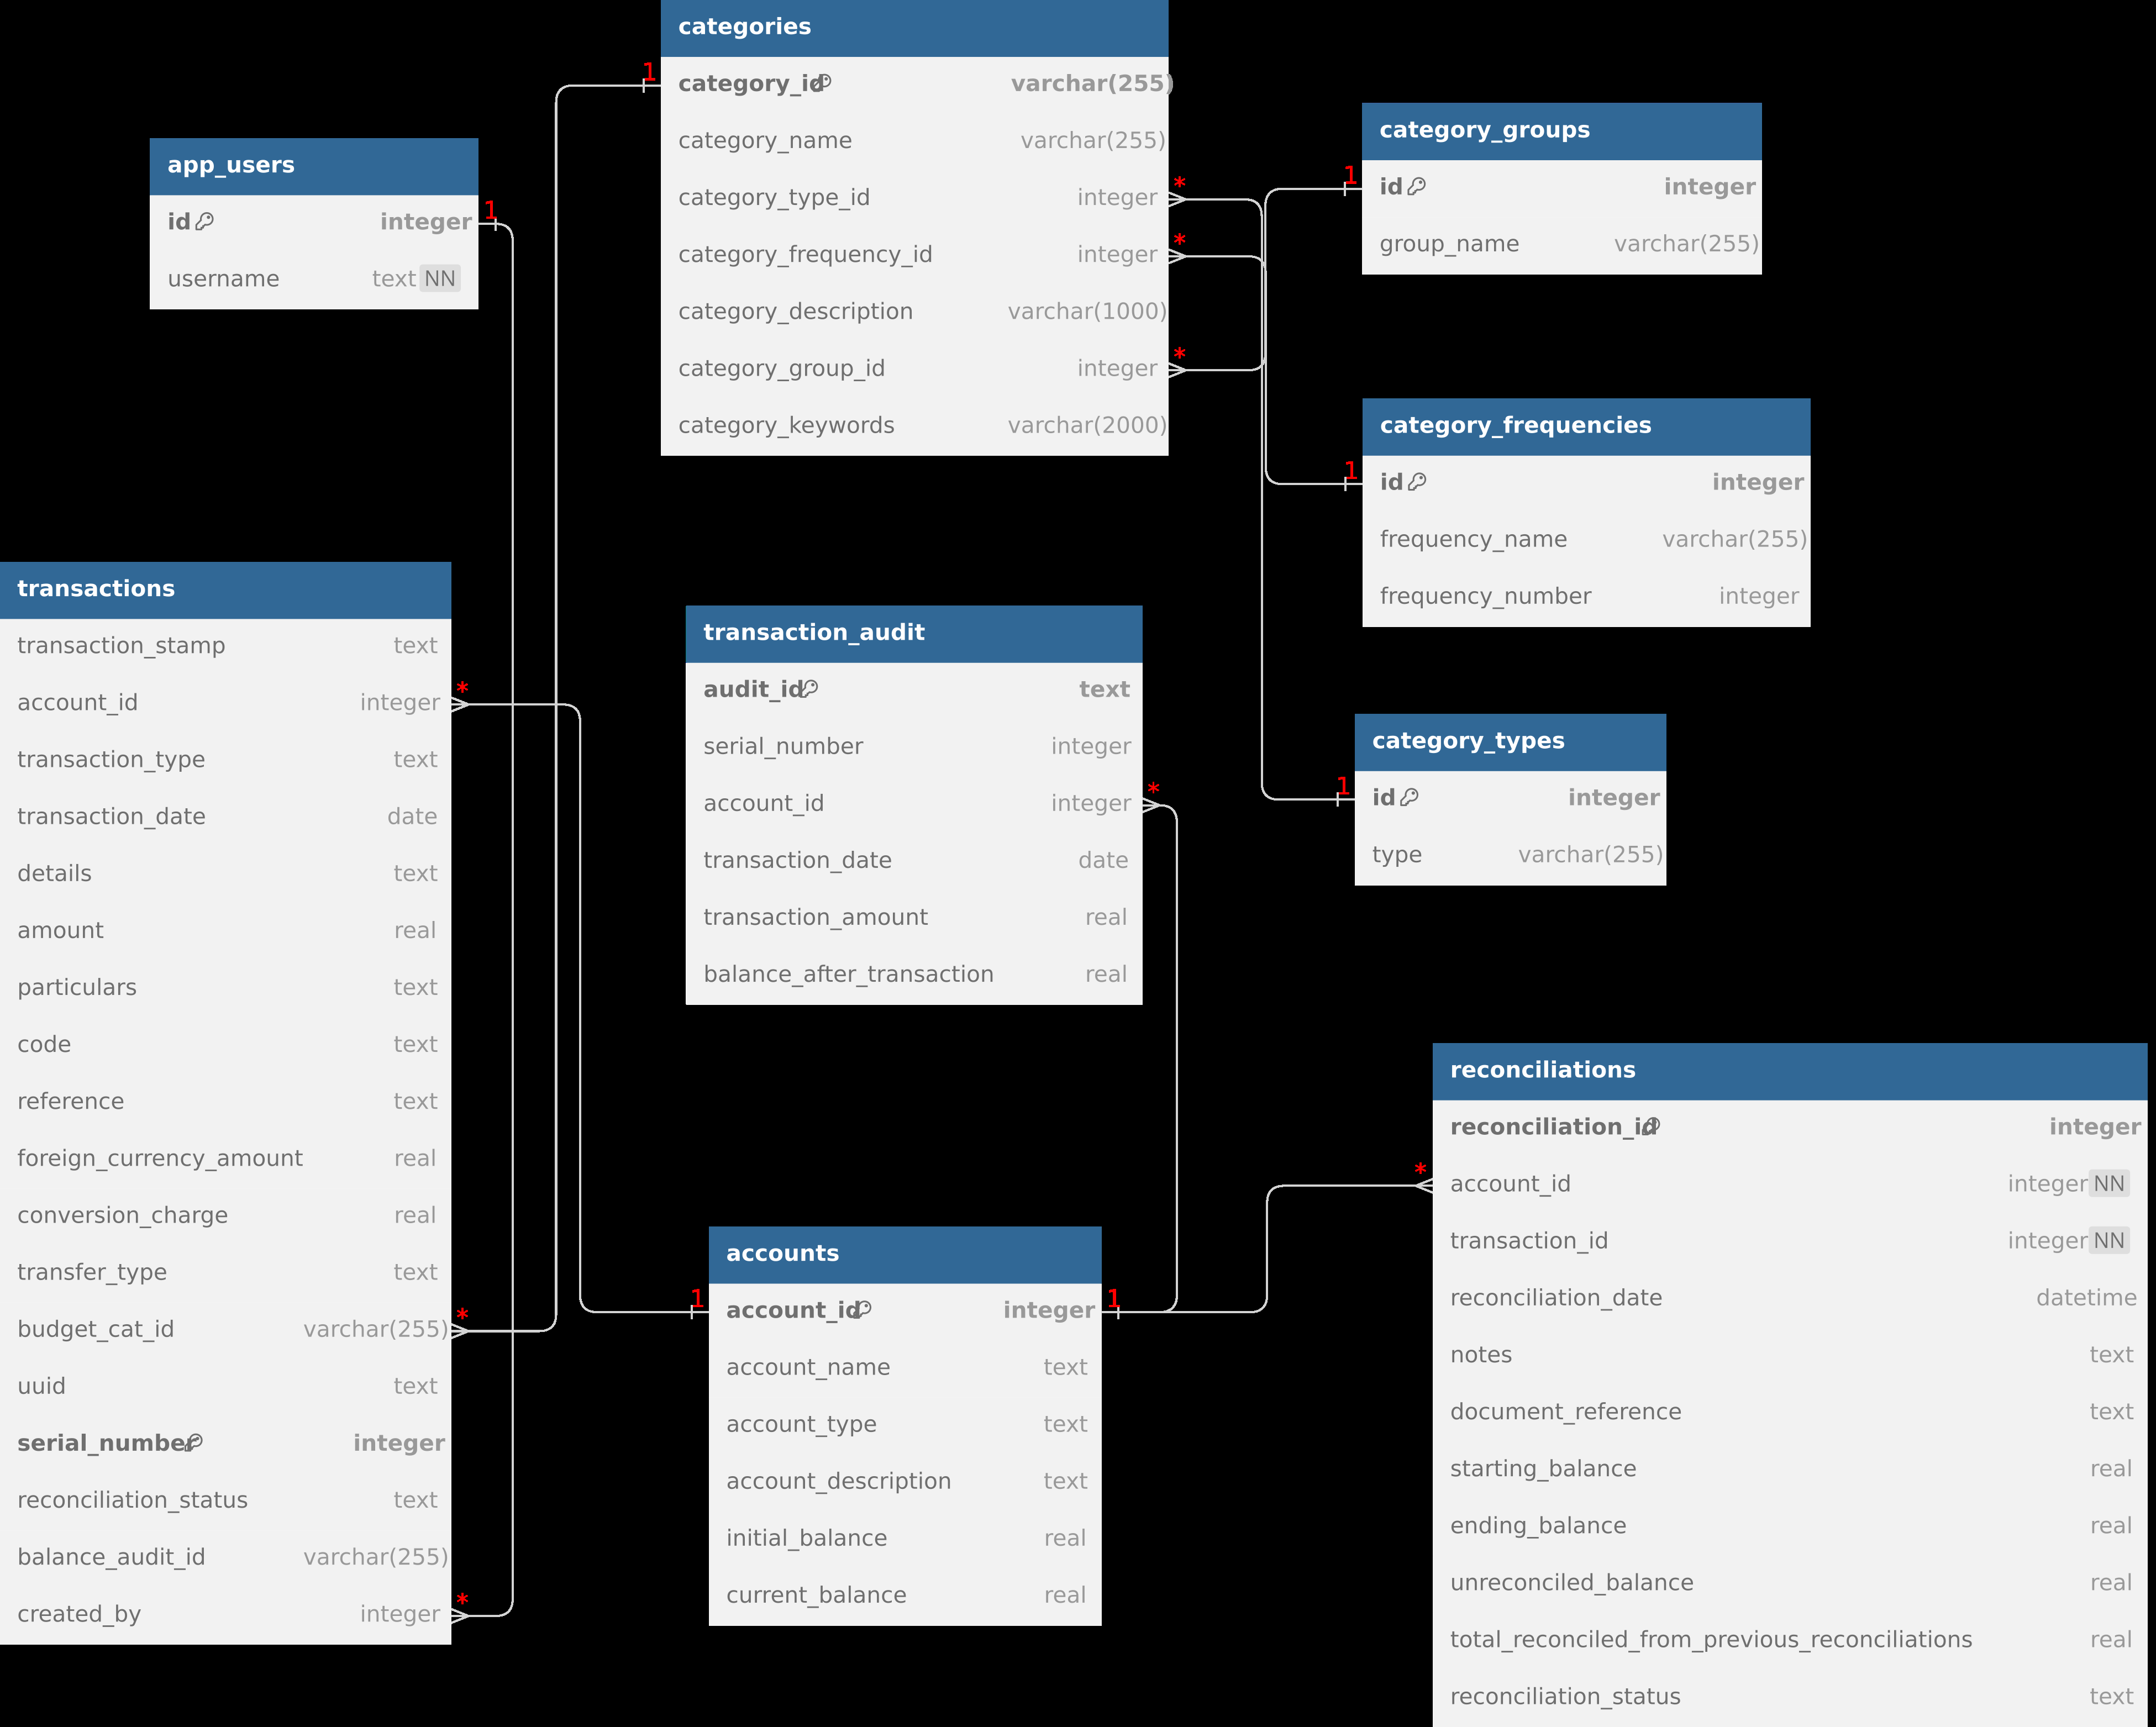 categories
category_id varchar(255)
category_name varchar(255)
category_type_id integer
category_frequency_id integer
category_description varchar(1000)
category_group_id integer
category_keywords varchar(2000)
1
*
*
*
app_users
id integer
username text NN
1
category_groups
id integer
group_name varchar(255)
1
category_frequencies
id integer
frequency_name varchar(255)
frequency_number integer
1
category_types
id integer
type varchar(255)
1
transactions
transaction_stamp text
account_id integer
transaction_type text
transaction_date date
details text
amount real
particulars text
code text
reference text
foreign_currency_amount real
conversion_charge real
transfer_type text
budget_cat_id varchar(255)
uuid text
serial_number integer
reconciliation_status text
balance_audit_id varchar(255)
created_by integer
*
*
*
transaction_audit
audit_id text
serial_number integer
account_id integer
transaction_date date
transaction_amount real
balance_after_transaction real
*
accounts
account_id integer
account_name text
account_type text
account_description text
initial_balance real
current_balance real
1
1
reconciliations
reconciliation_id integer
account_id integer NN
transaction_id integer NN
reconciliation_date datetime
notes text
document_reference text
starting_balance real
ending_balance real
unreconciled_balance real
total_reconciled_from_previous_reconciliations real
reconciliation_status text
*